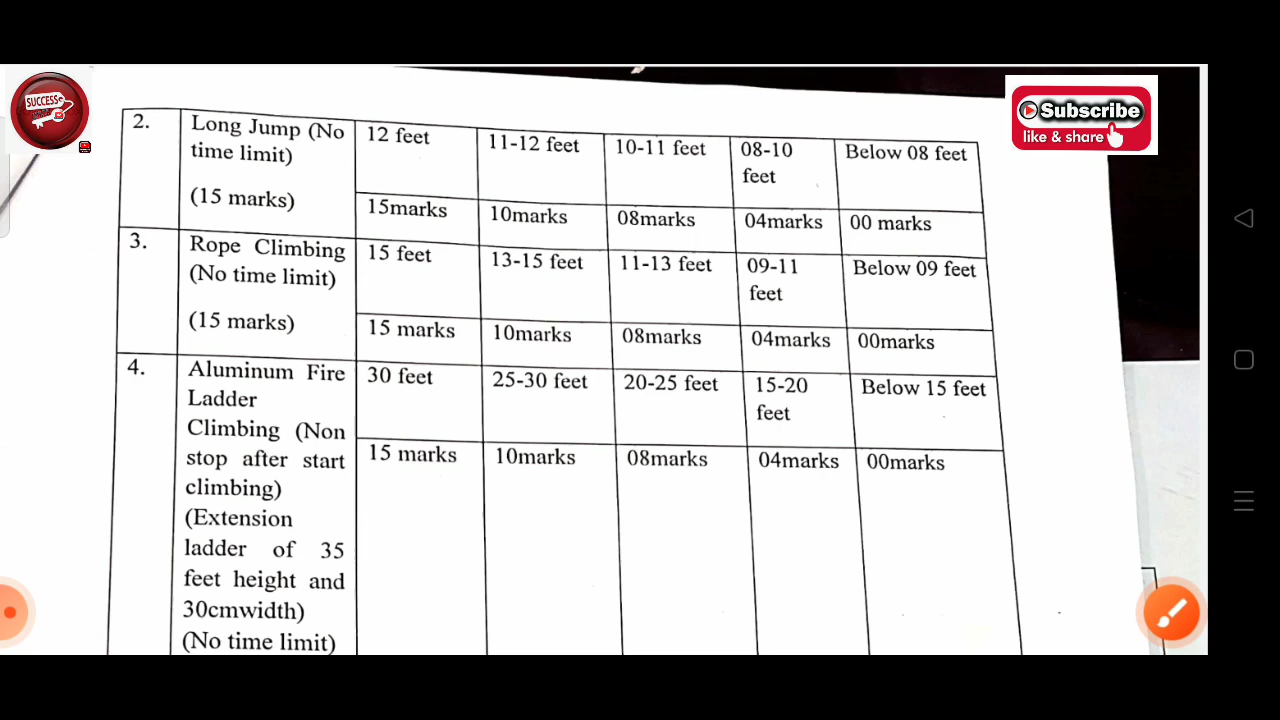 SUCCESS
Subscribe
like & share
2.
Long Jump (No
time limit)
(15 marks)
12 feet
11-12 feet
10-11 feet
08-10
feet
Below 08 feet
15marks
10marks
08marks
04marks
00 marks
3.
Rope Climbing
(No time limit)
(15 marks)
15 feet
13-15 feet
11-13 feet
09-11
feet
Below 09 feet
15 marks
10marks
08marks
04marks
00marks
4.
Aluminum Fire
Ladder
Climbing (Non
stop after start
climbing)
(Extension
ladder of 35
feet height and
30cmwidth)
(No time limit)
30 feet
25-30 feet
20-25 feet
15-20
feet
Below 15 feet
15 marks
10marks
08marks
04marks
00marks